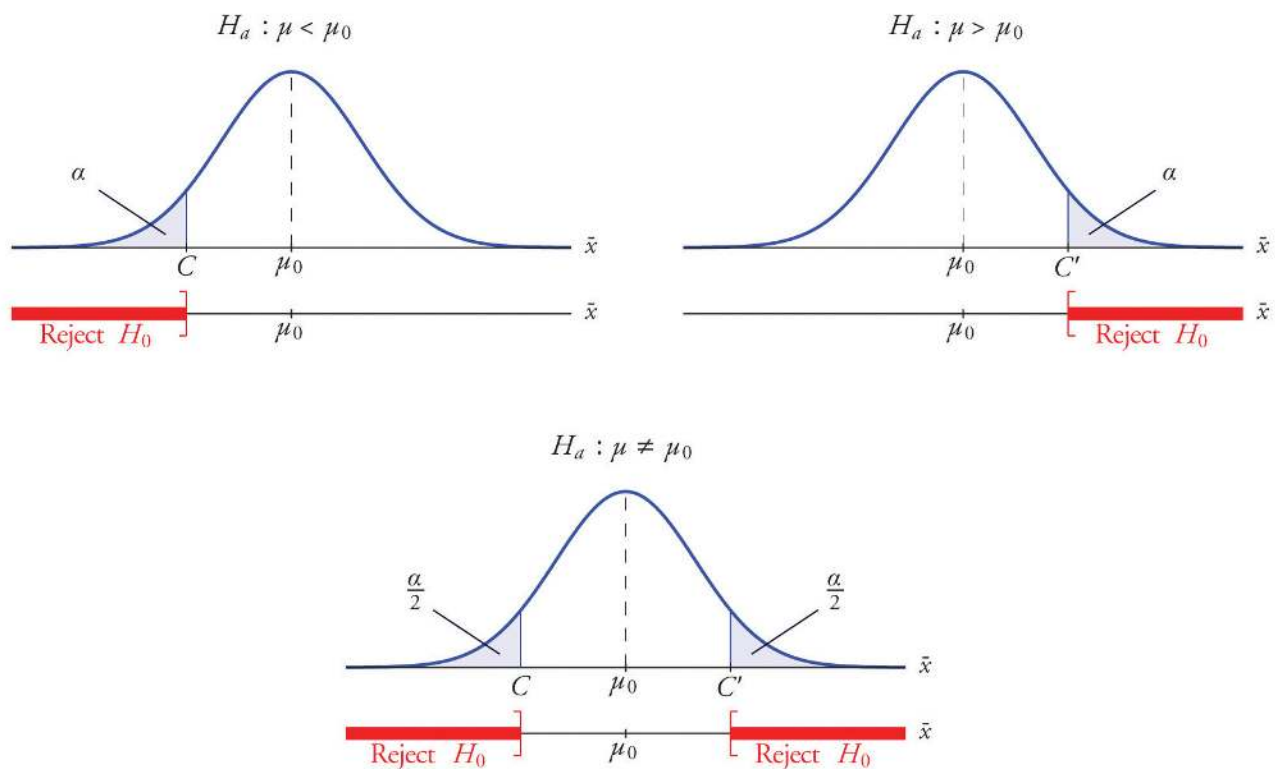 H_a : μ < μ_0
α
x̄
C
μ_0
x̄
μ_0
Reject H_0
H_a : μ > μ_0
α
x̄
μ_0
C'
x̄
μ_0
Reject H_0
H_a : μ ≠ μ_0
α/2
α/2
x̄
C
μ_0
C'
x̄
μ_0
Reject H_0
Reject H_0